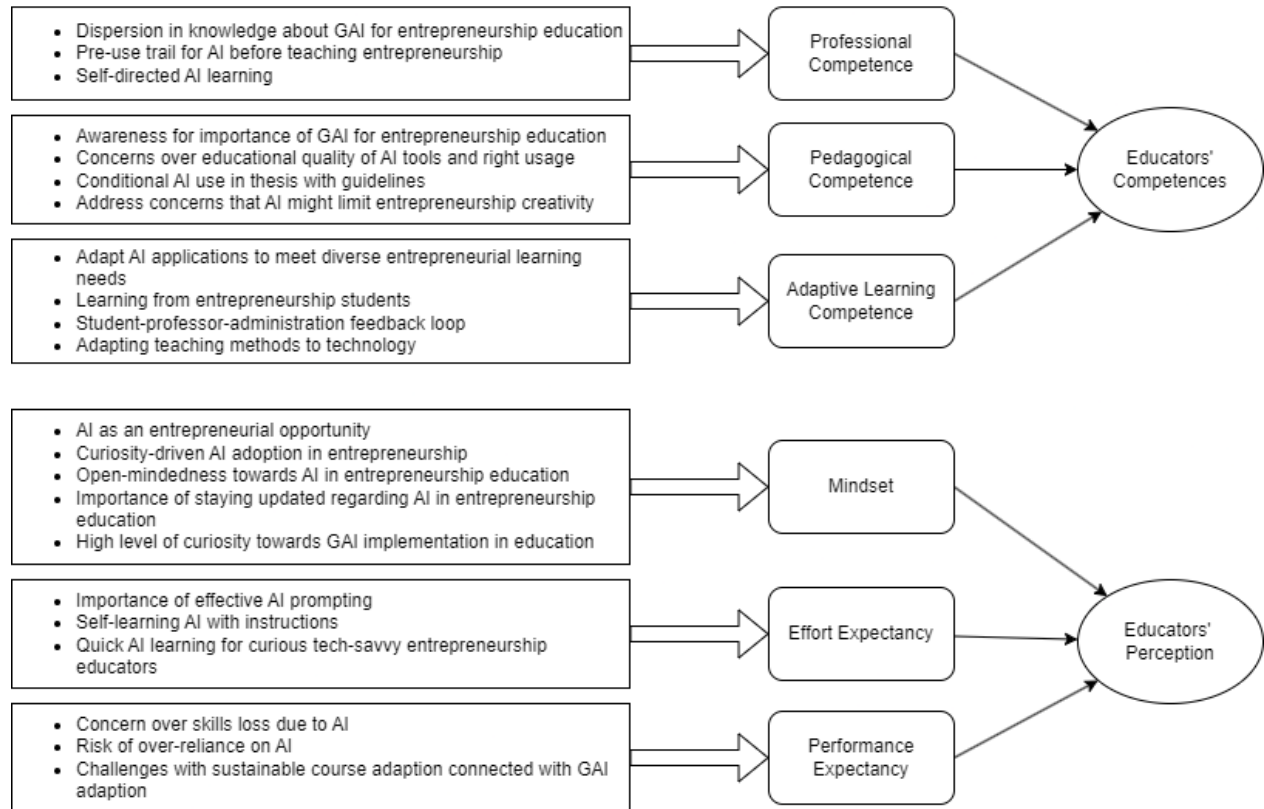 • Dispersion in knowledge about GAI for entrepreneurship education
• Pre-use trail for AI before teaching entrepreneurship
• Self-directed AI learning
Professional
Competence
• Awareness for importance of GAI for entrepreneurship education
• Concerns over educational quality of AI tools and right usage
• Conditional AI use in thesis with guidelines
• Address concerns that AI might limit entrepreneurship creativity
Pedagogical
Competence
• Adapt AI applications to meet diverse entrepreneurial learning
needs
• Learning from entrepreneurship students
• Student-professor-administration feedback loop
• Adapting teaching methods to technology
Adaptive Learning
Competence
Educators'
Competences
• AI as an entrepreneurial opportunity
• Curiosity-driven AI adoption in entrepreneurship
• Open-mindedness towards AI in entrepreneurship education
• Importance of staying updated regarding AI in entrepreneurship
education
• High level of curiosity towards GAI implementation in education
Mindset
• Importance of effective AI prompting
• Self-learning AI with instructions
• Quick AI learning for curious tech-savvy entrepreneurship
educators
Effort Expectancy
• Concern over skills loss due to AI
• Risk of over-reliance on AI
• Challenges with sustainable course adaption connected with GAI
adaption
Performance
Expectancy
Educators'
Perception